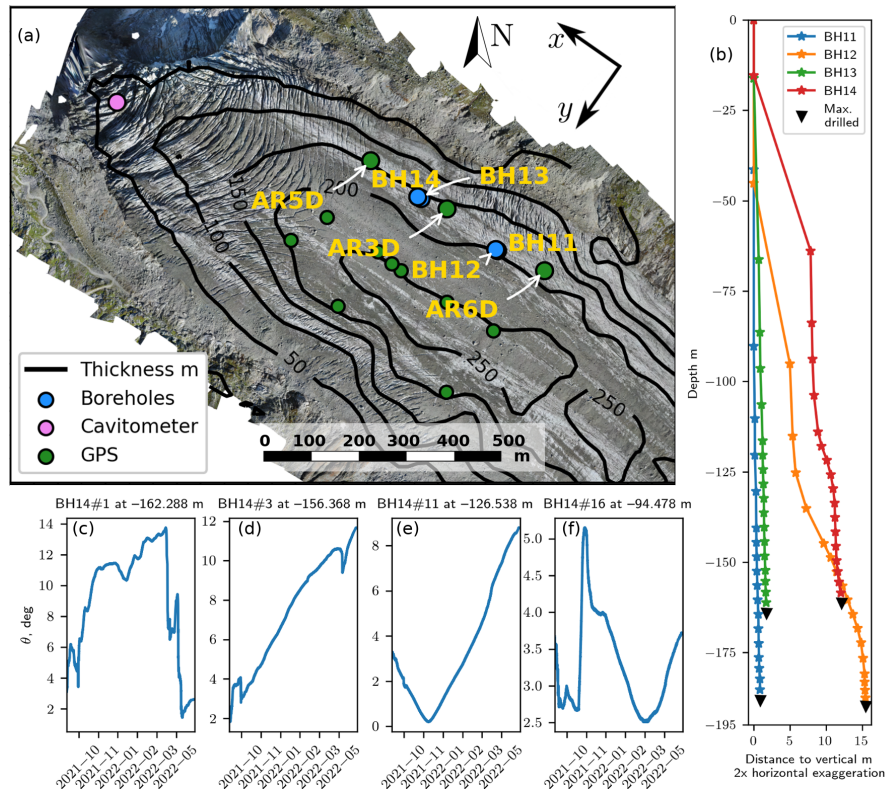 (a)
N
x
y
150
200
100
50
250
250
AR5D
BH14
BH13
AR3D
BH11
BH12
AR6D
Thickness m
Boreholes
Cavitometer
GPS
0 100 200 300 400 500 m
(b)
BH11
BH12
BH13
BH14
Max.
drilled
0
−25
−50
−75
−100
−125
−150
−175
−195
Depth m
0 5 10 15
Distance to vertical m
2x horizontal exaggeration
BH14#1 at −162.288 m
(c)
14
12
10
8
6
4
2
θ, deg
2021−10
2021−11
2022−01
2022−02
2022−03
2022−05
BH14#3 at −156.368 m
(d)
12
10
8
6
4
2
2021−10
2021−11
2022−01
2022−02
2022−03
2022−05
BH14#11 at −126.538 m
(e)
8
6
4
2
0
2021−10
2021−11
2022−01
2022−02
2022−03
2022−05
BH14#16 at −94.478 m
(f)
5.0
4.5
4.0
3.5
3.0
2.5
2021−10
2021−11
2022−01
2022−02
2022−03
2022−05